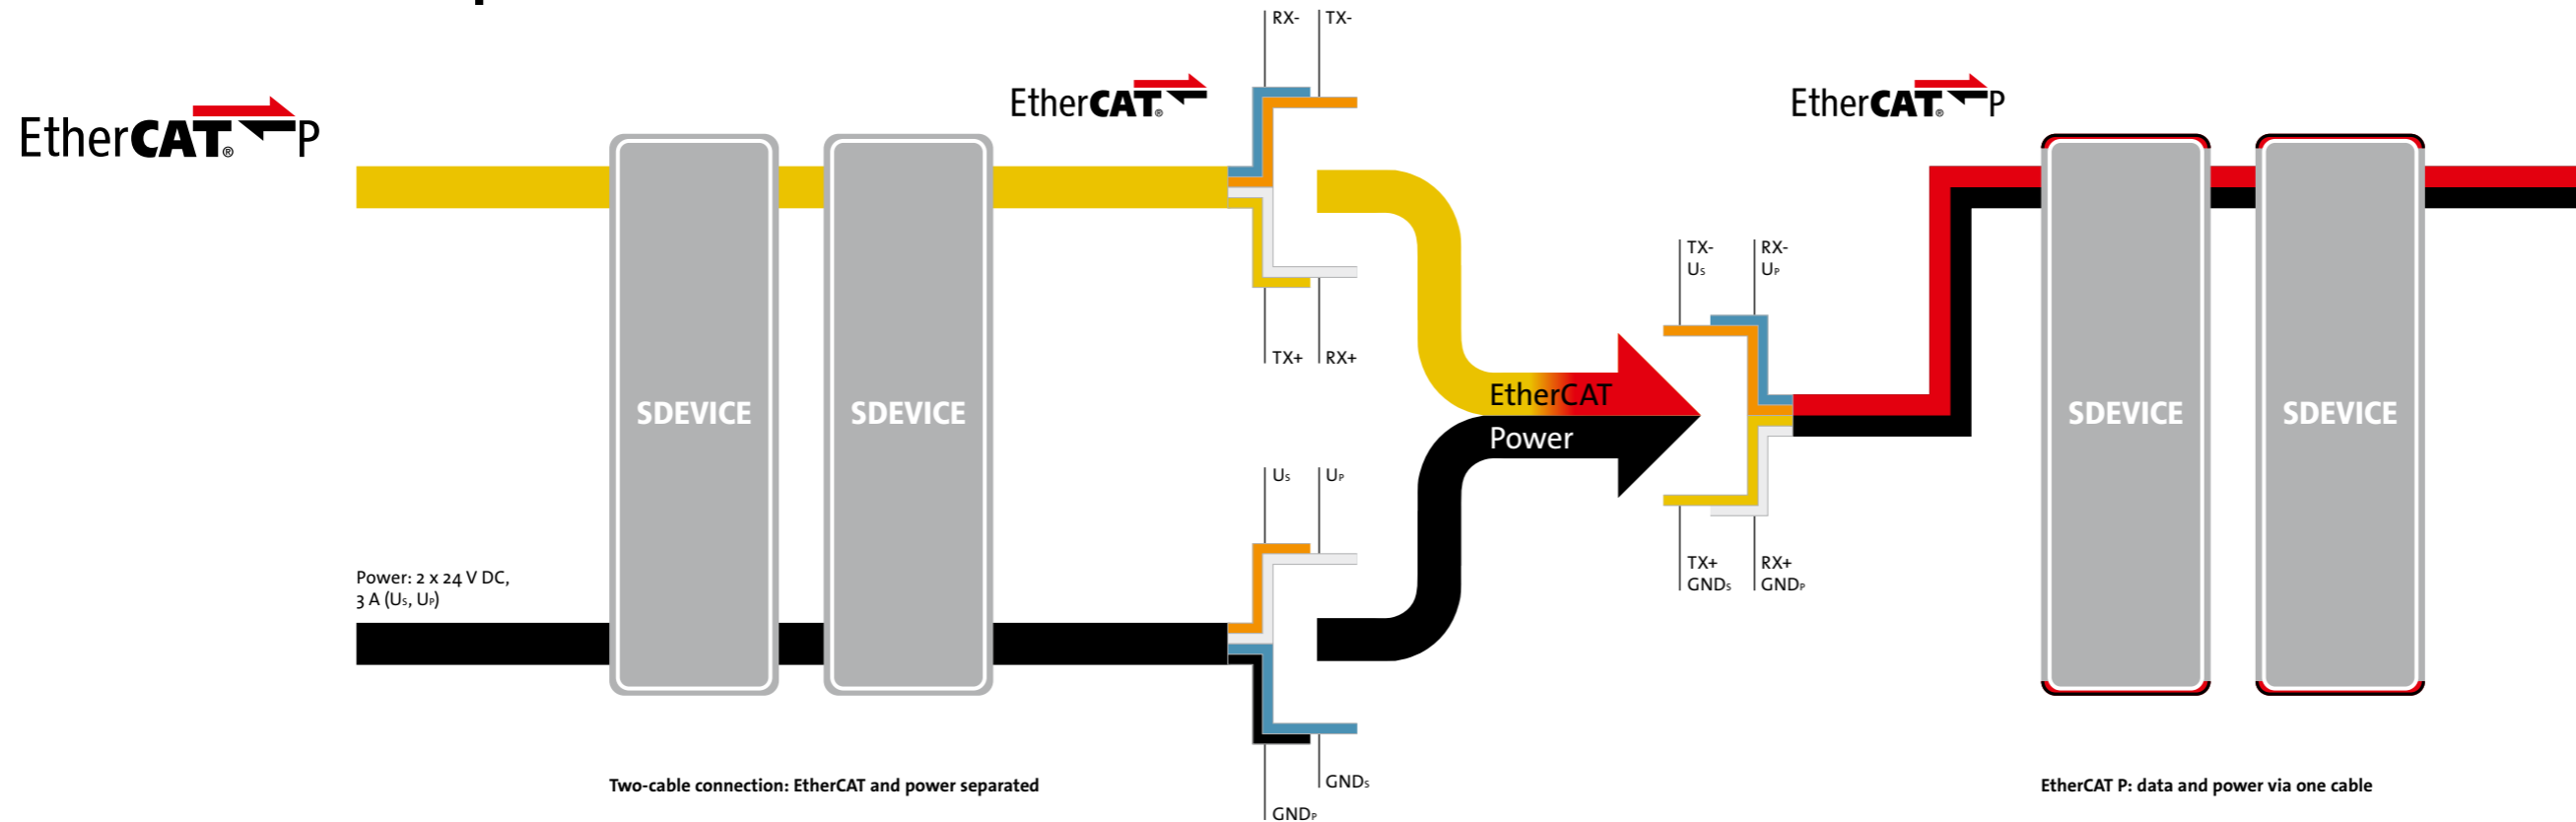 EtherCAT® P
Power: 2 x 24 V DC,
3 A (Us, UP)
SDEVICE
SDEVICE
Two-cable connection: EtherCAT and power separated
EtherCAT®
RX-
TX-
TX+
RX+
Us
UP
GNDs
GNDP
EtherCAT
Power
TX-
Us
RX-
UP
TX+
GNDs
RX+
GNDP
EtherCAT® P
SDEVICE
SDEVICE
EtherCAT P: data and power via one cable